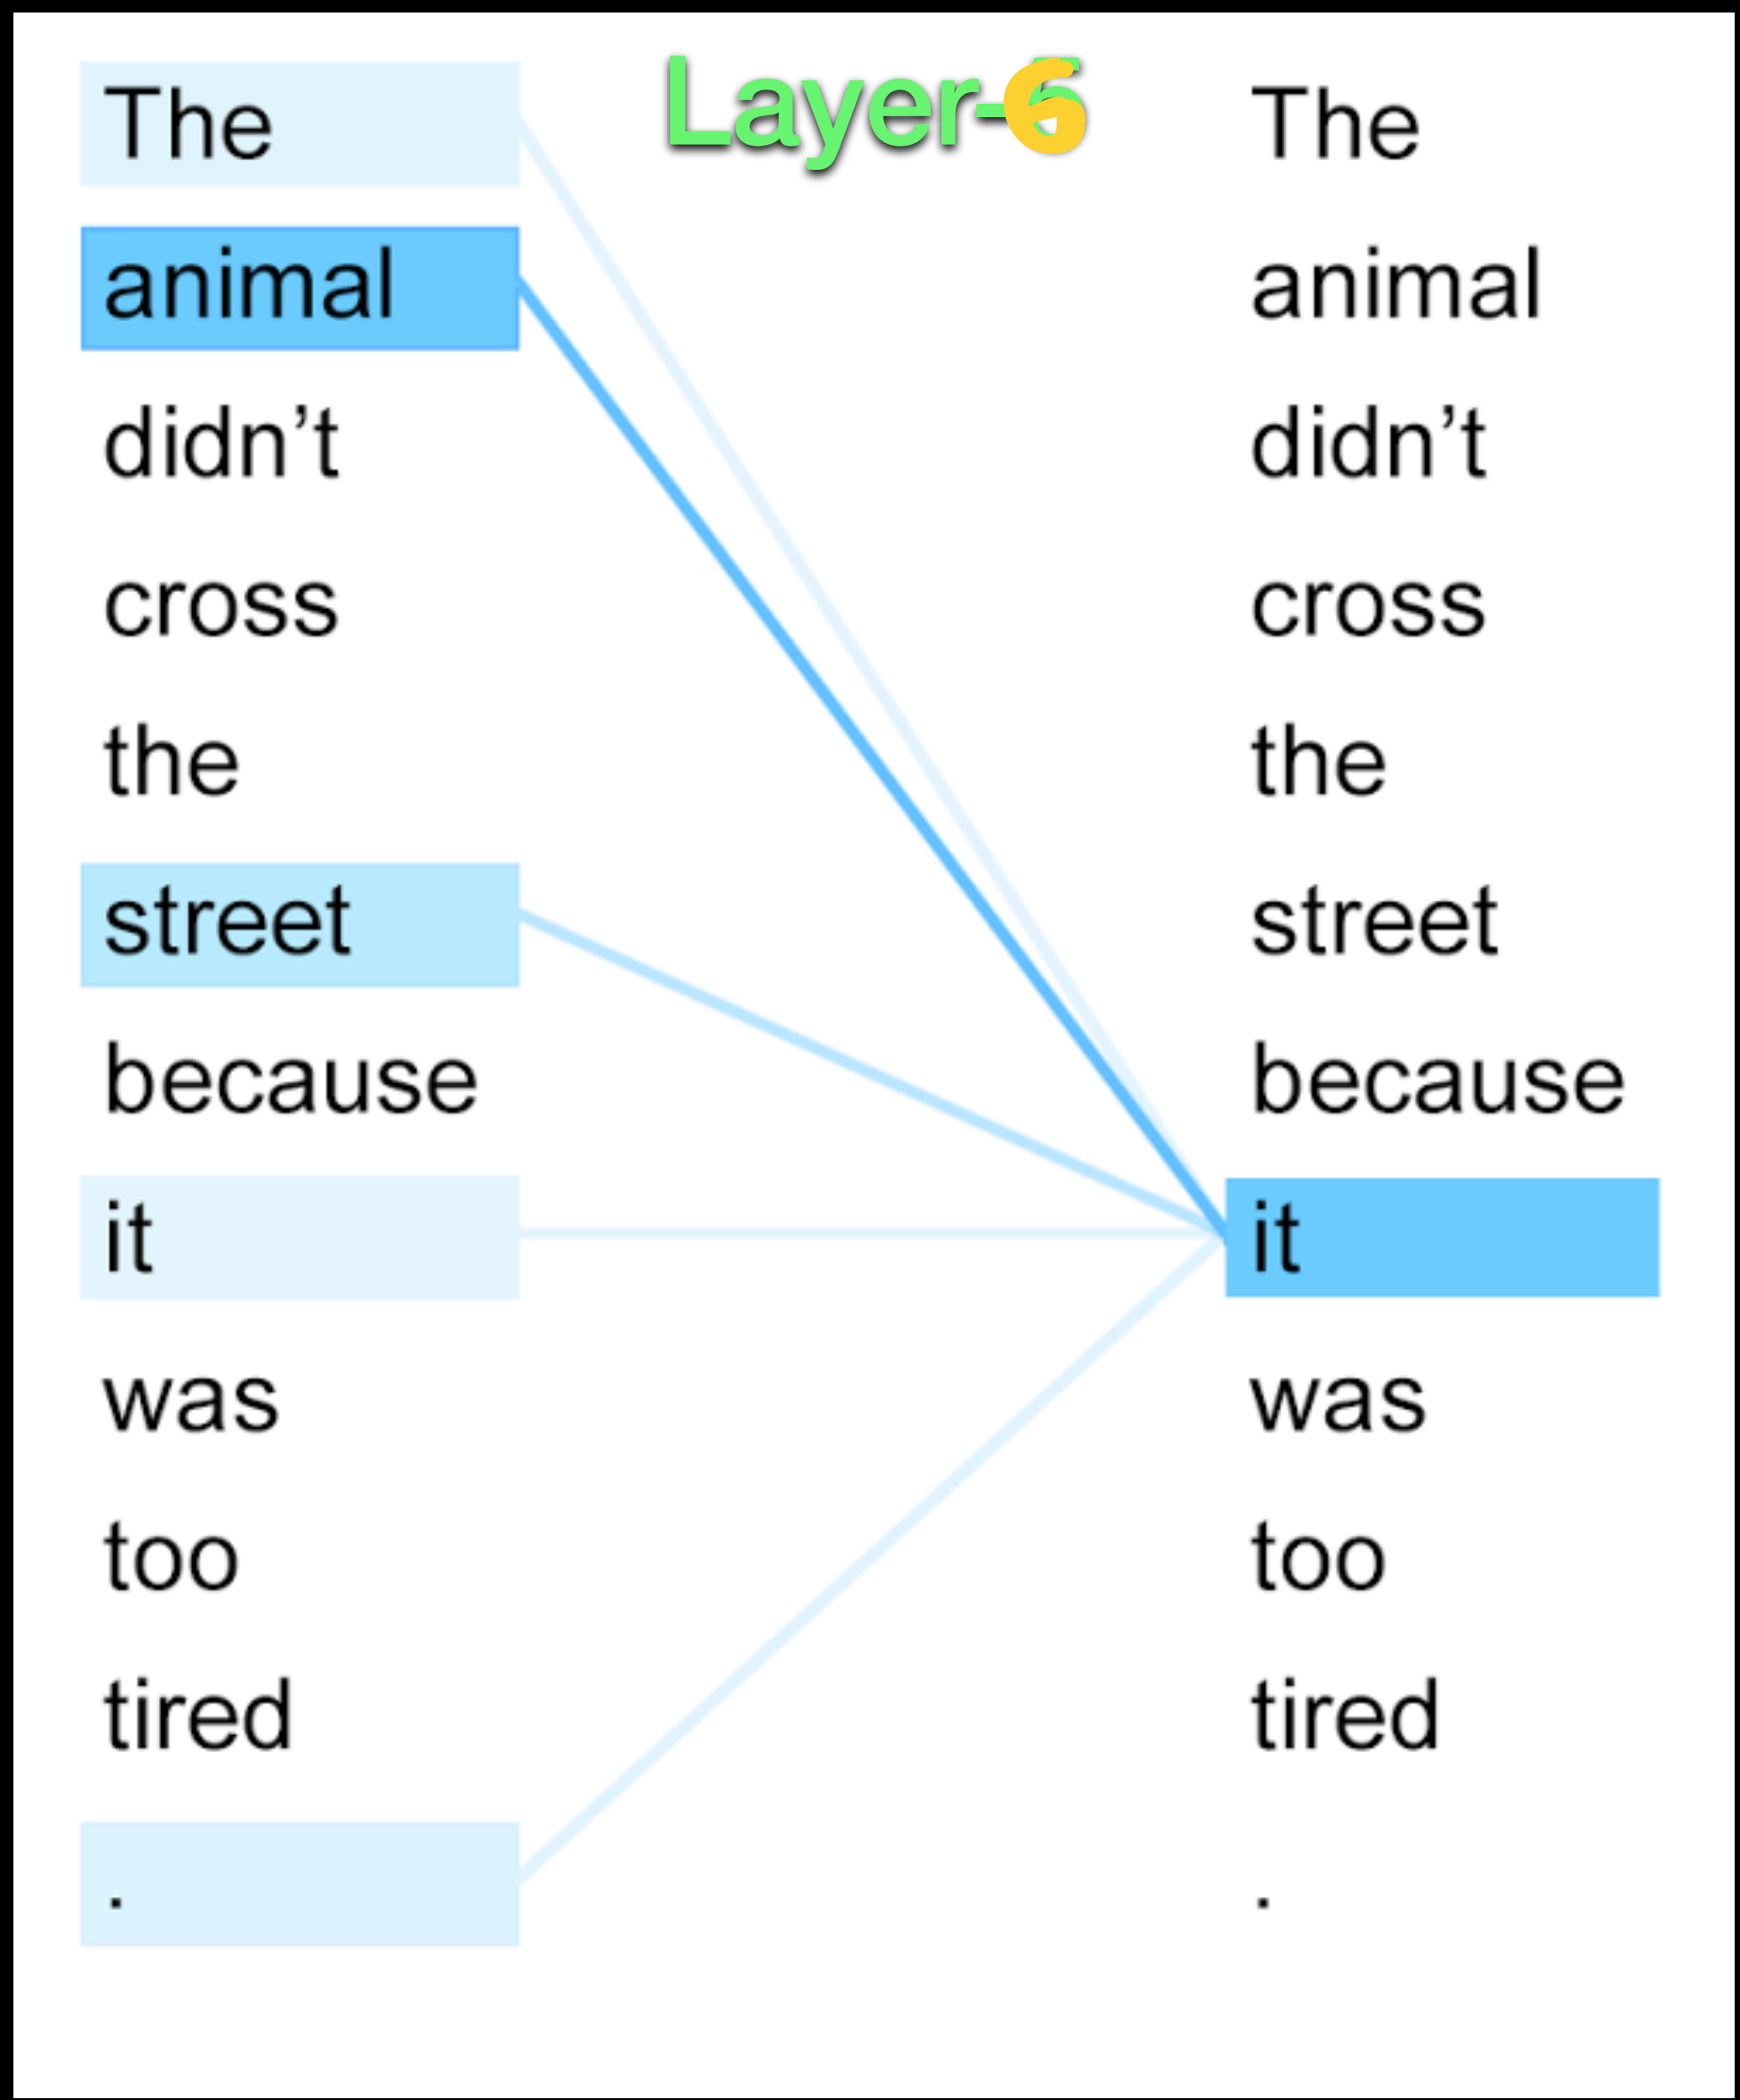 Layer-6
The
animal
didn’t
cross
the
street
because
it
was
too
tired
.
The
animal
didn’t
cross
the
street
because
it
was
too
tired
.